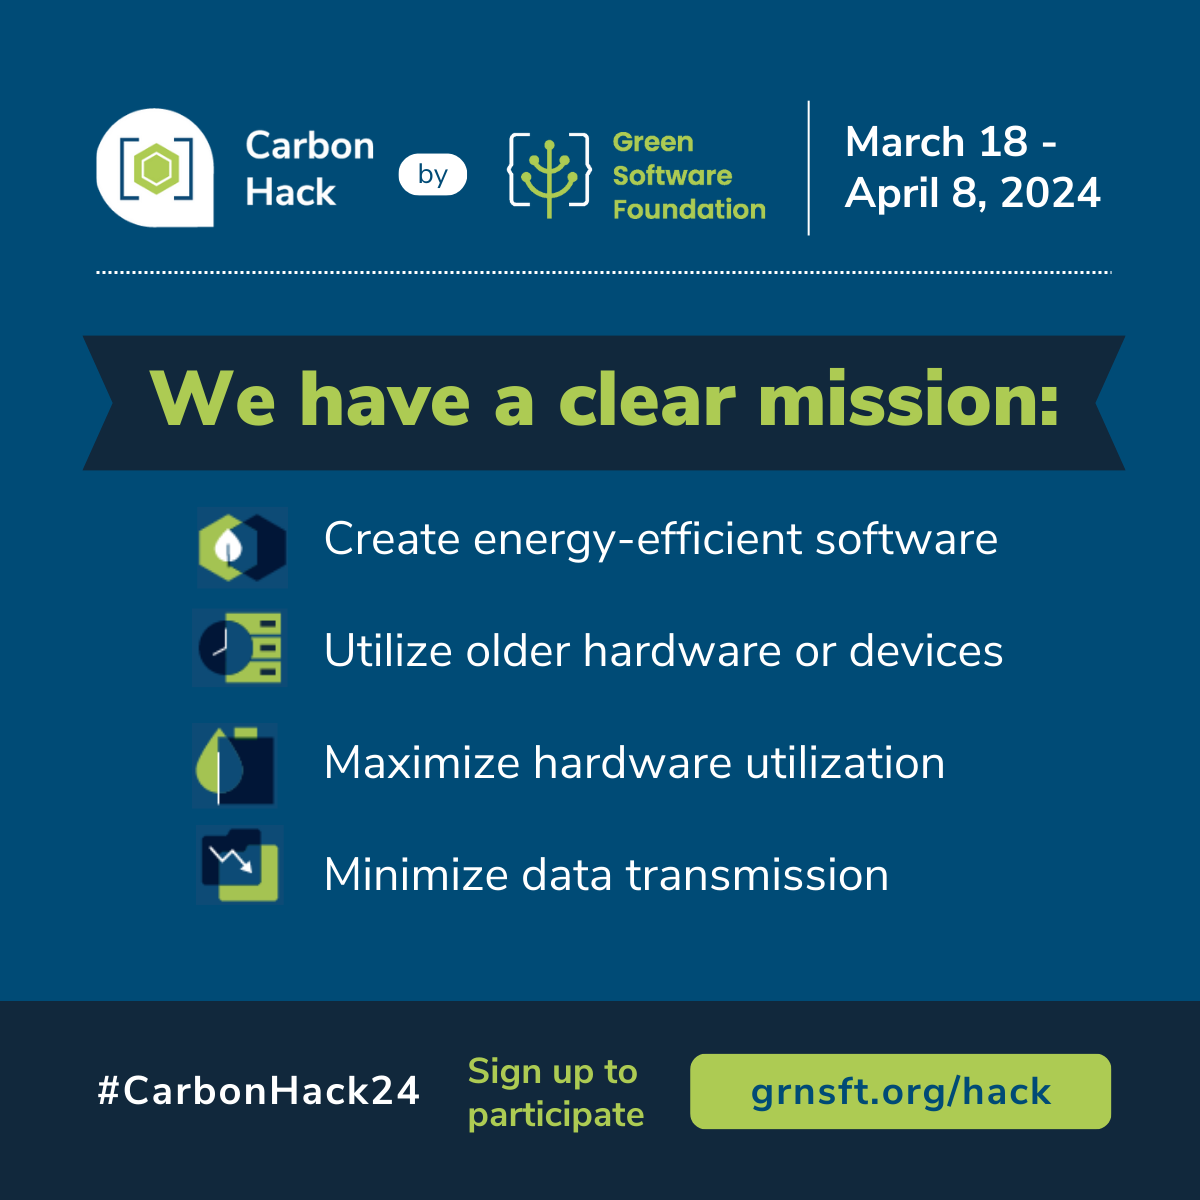 Carbon
Hack
by
Green
Software
Foundation
March 18 -
April 8, 2024
We have a clear mission:
Create energy-efficient software
Utilize older hardware or devices
Maximize hardware utilization
Minimize data transmission
#CarbonHack24
Sign up to
participate
grnsft.org/hack